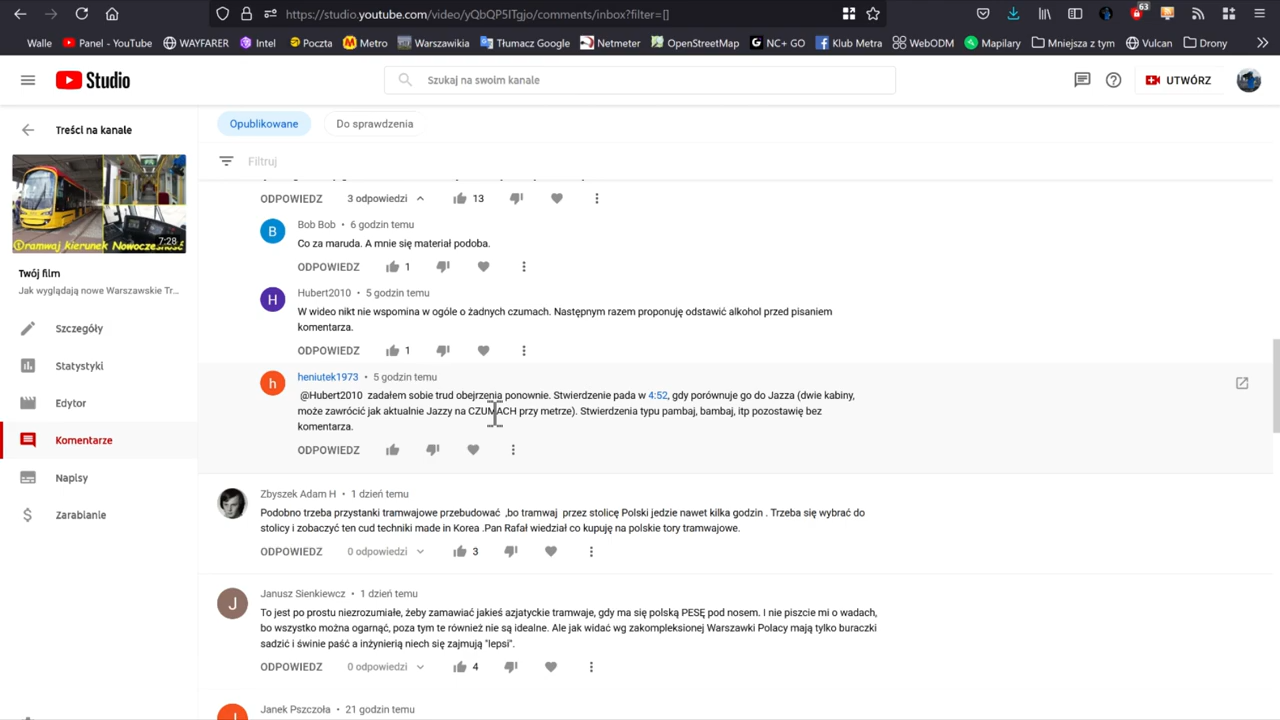 https://studio.youtube.com/video/yQbQP5ITgjo/comments/inbox?filter=[]
63
Walle
Panel - YouTube
WAYFARER
Intel
Poczta
Metro
Warszawikia
Tłumacz Google
Netmeter
OpenStreetMap
NC+ GO
Klub Metra
WebODM
Mapilary
Mniejsza z tym
Vulcan
Drony
Studio
Szukaj na swoim kanale
UTWÓRZ
Treści na kanale
7:28
Twój film
Jak wyglądają nowe Warszawskie Tr...
Szczegóły
Statystyki
Edytor
Komentarze
Napisy
Zarabianie
Opublikowane
Do sprawdzenia
Filtruj
ODPOWIEDZ 3 odpowiedzi 13
B
Bob Bob • 6 godzin temu
Co za maruda. A mnie się materiał podoba.
ODPOWIEDZ 1
H
Hubert2010 • 5 godzin temu
W wideo nikt nie wspomina w ogóle o żadnych czumach. Następnym razem proponuję odstawić alkohol przed pisaniem
komentarza.
ODPOWIEDZ 1
h
heniutek1973 • 5 godzin temu
@Hubert2010 zadałem sobie trud obejrzenia ponownie. Stwierdzenie pada w 4:52, gdy porównuje go do Jazza (dwie kabiny,
może zawrócić jak aktualnie Jazzy na CZUMACH przy metrze). Stwierdzenia typu pambaj, bambaj, itp pozostawię bez
komentarza.
ODPOWIEDZ
Zbyszek Adam H • 1 dzień temu
Podobno trzeba przystanki tramwajowe przebudować ,bo tramwaj przez stolicę Polski jedzie nawet kilka godzin . Trzeba się wybrać do
stolicy i zobaczyć ten cud techniki made in Korea .Pan Rafał wiedział co kupuję na polskie tory tramwajowe.
ODPOWIEDZ 0 odpowiedzi 3
J
Janusz Sienkiewcz • 1 dzień temu
To jest po prostu niezrozumiałe, żeby zamawiać jakieś azjatyckie tramwaje, gdy ma się polską PESĘ pod nosem. I nie piszcie mi o wadach,
bo wszystko można ogarnąć, poza tym te również nie są idealne. Ale jak widać wg zakompleksionej Warszawki Polacy mają tylko buraczki
sadzić i świnie paść a inżynierią niech się zajmują "lepsi".
ODPOWIEDZ 0 odpowiedzi 4
Janek Pszczoła • 21 godzin temu